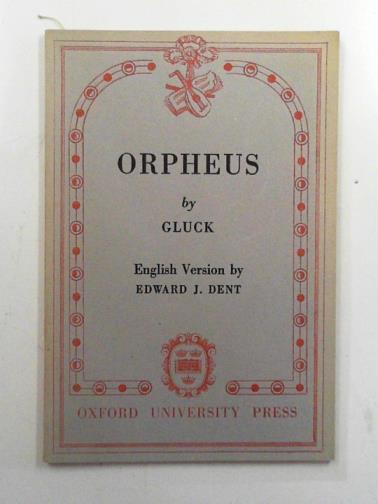 ORPHEUS
by
GLUCK
English Version by
EDWARD J. DENT
OXFORD UNIVERSITY PRESS